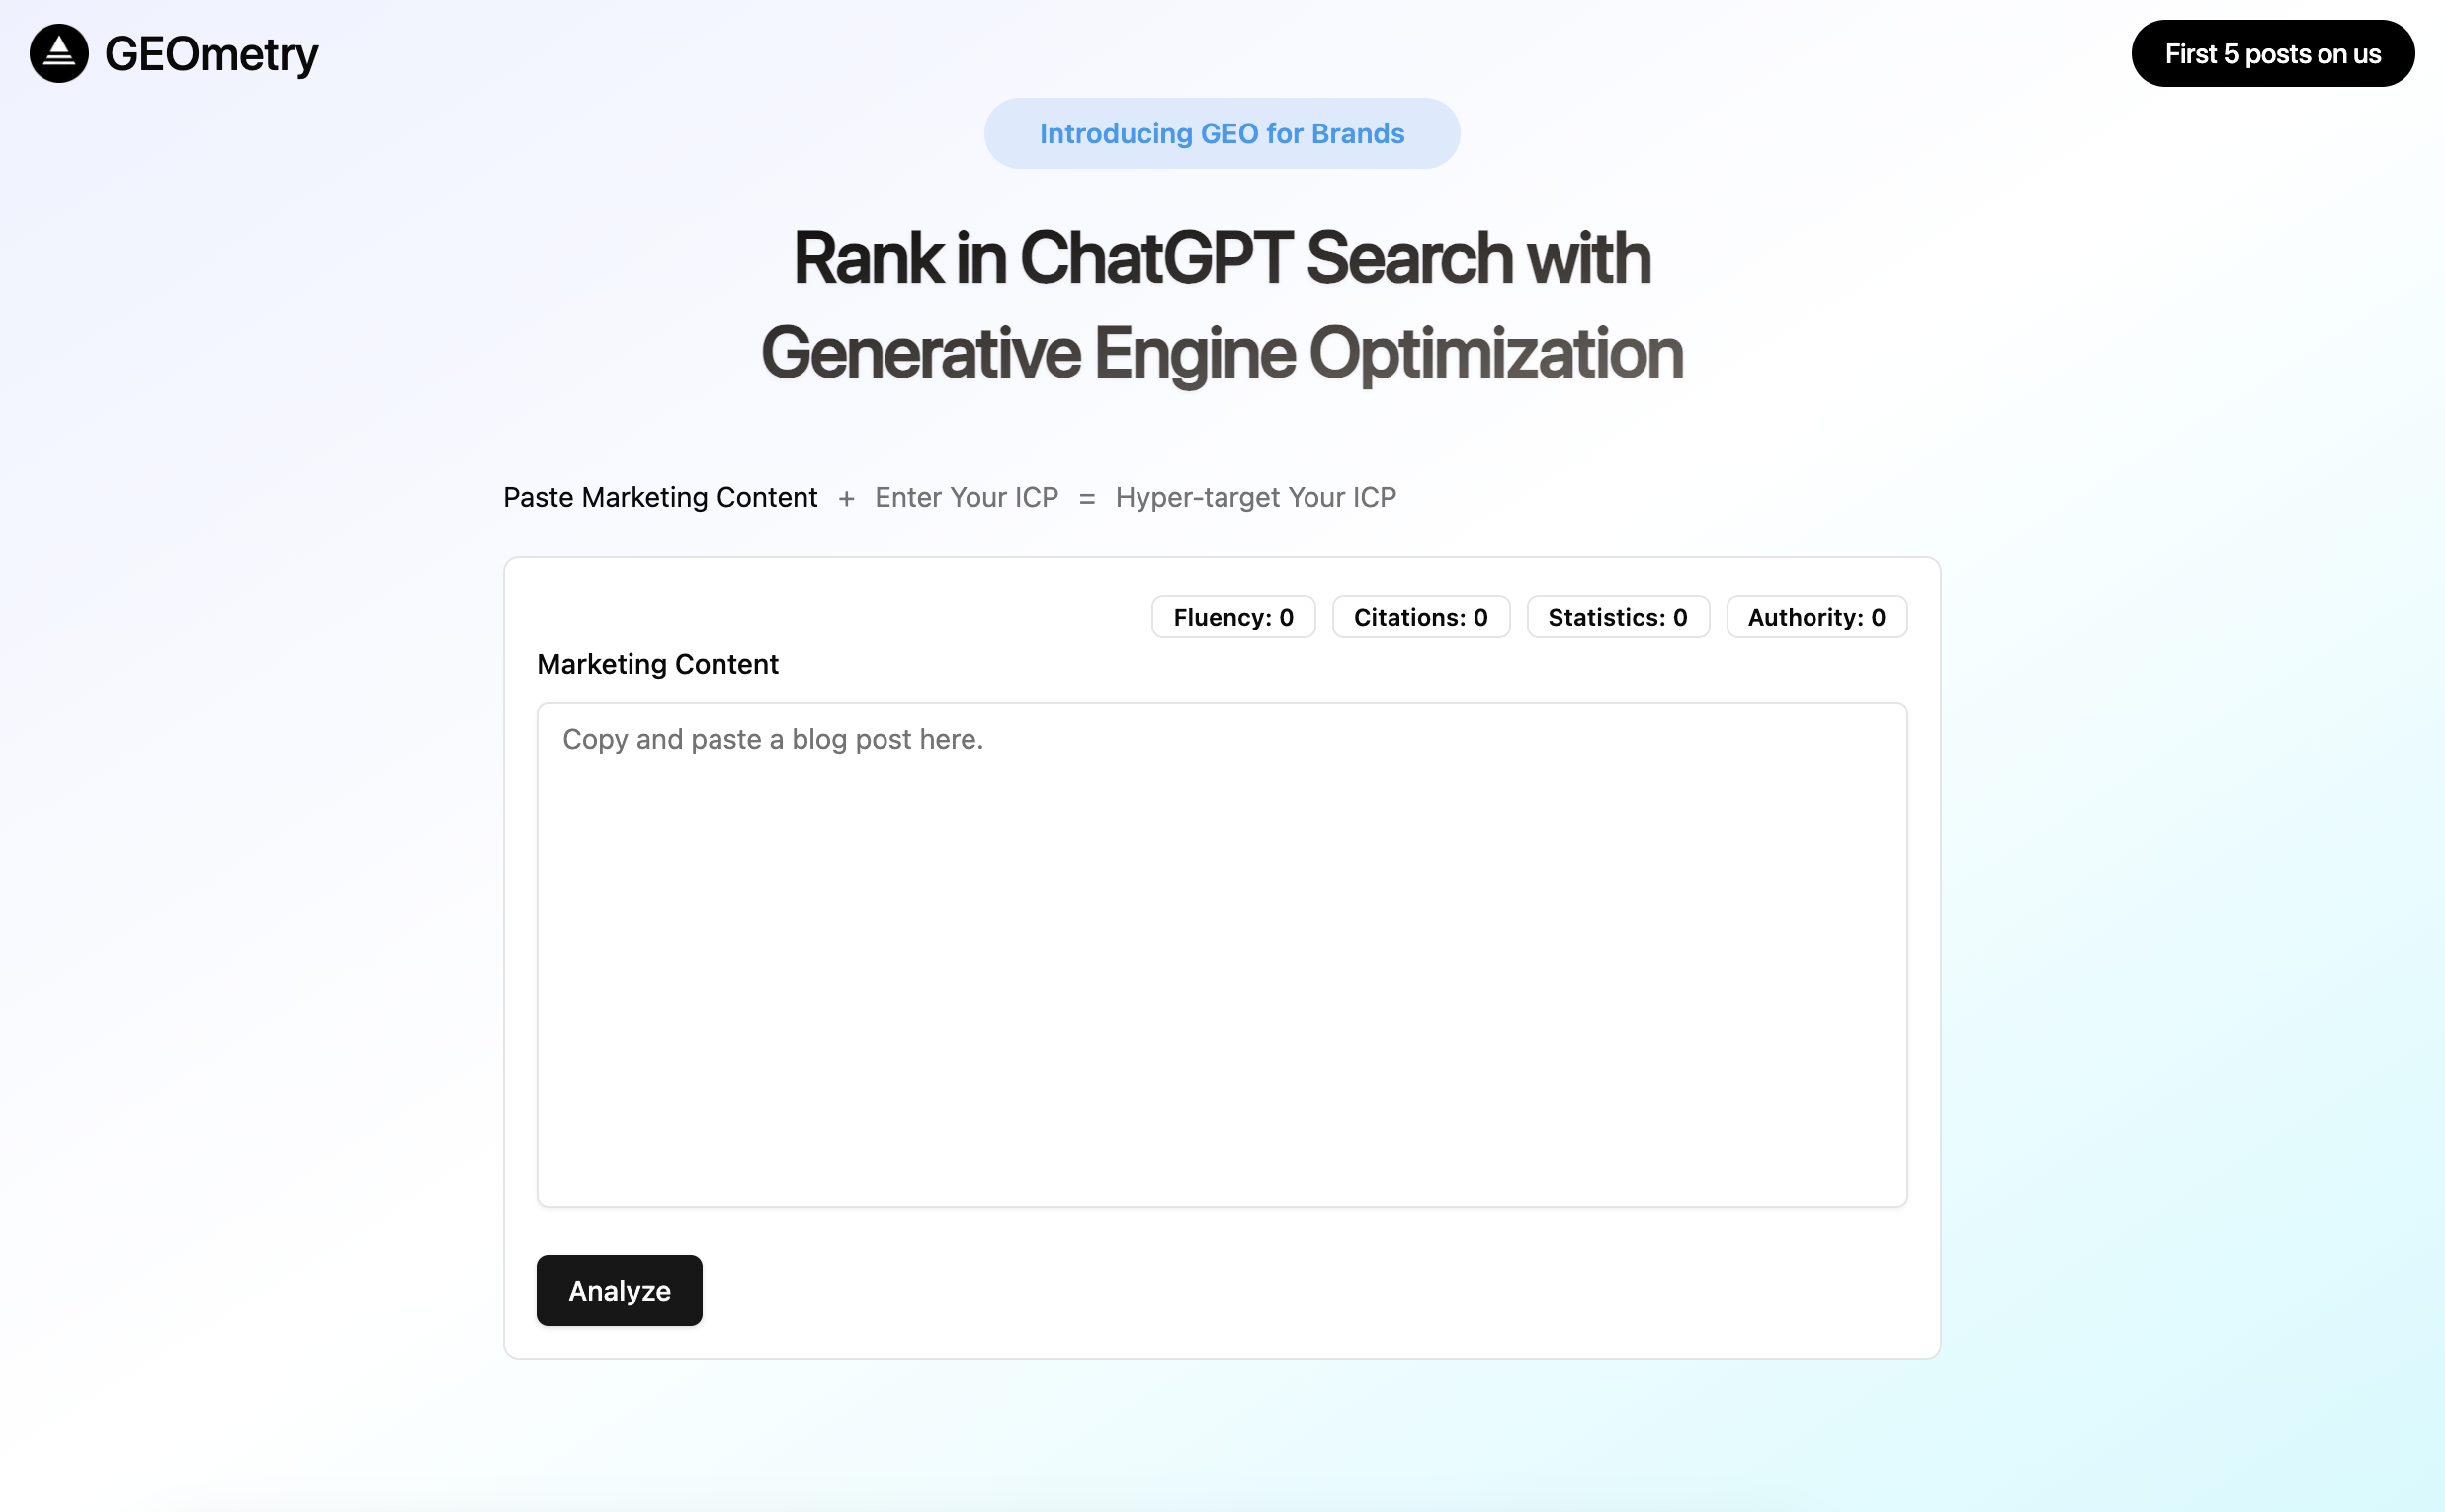 GEOmetry
First 5 posts on us
Introducing GEO for Brands
Rank in ChatGPT Search with
Generative Engine Optimization
Paste Marketing Content + Enter Your ICP = Hyper-target Your ICP
Fluency: 0 Citations: 0 Statistics: 0 Authority: 0
Marketing Content
Copy and paste a blog post here.
Analyze